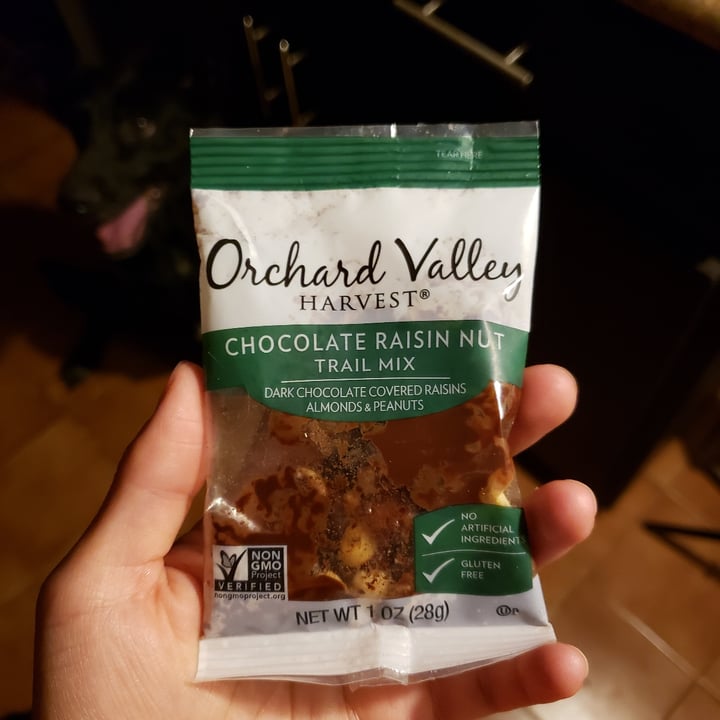 TEAR HERE
Orchard Valley
HARVEST®
CHOCOLATE RAISIN NUT
TRAIL MIX
DARK CHOCOLATE COVERED RAISINS
ALMONDS & PEANUTS
NO
ARTIFICIAL
INGREDIENTS
GLUTEN
FREE
NON
GMO
Project
VERIFIED
nongmoproject.org
NET WT 1 OZ (28g)